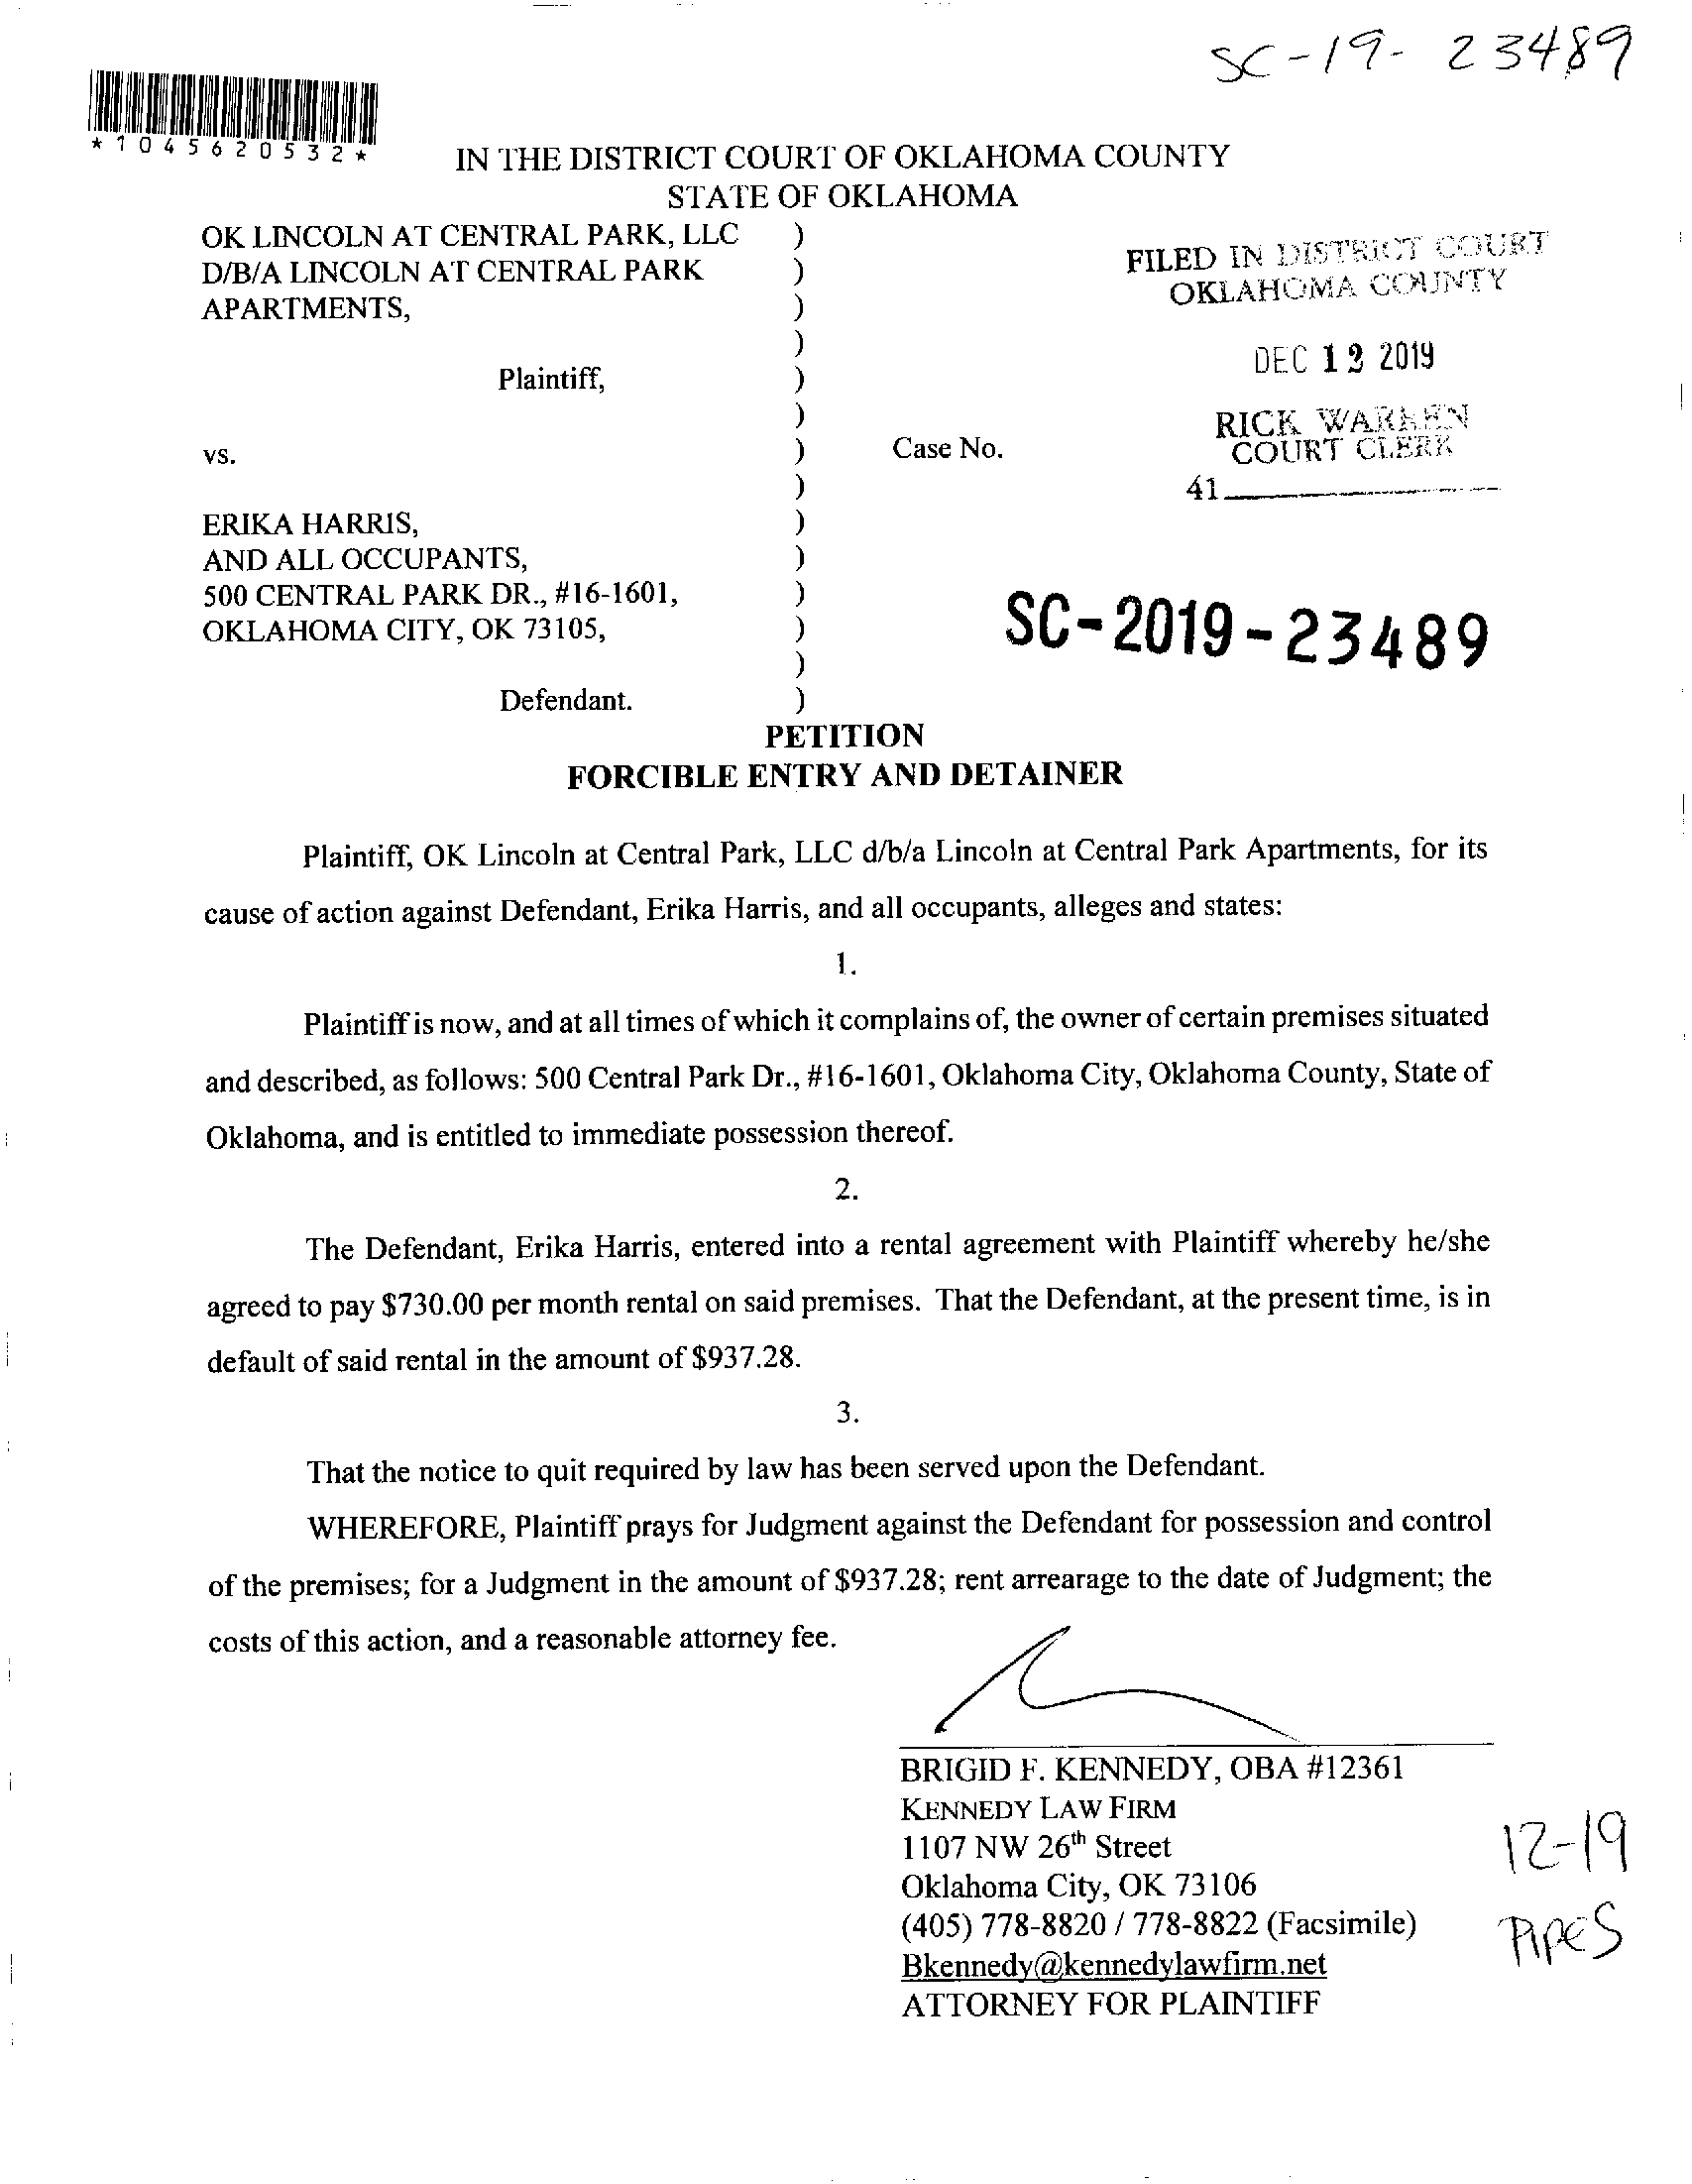 SC-19-23489
*1045620532*
IN THE DISTRICT COURT OF OKLAHOMA COUNTY
STATE OF OKLAHOMA
OK LINCOLN AT CENTRAL PARK, LLC )
D/B/A LINCOLN AT CENTRAL PARK )
APARTMENTS, )
)
Plaintiff, )
)
vs. ) Case No.
)
ERIKA HARRIS, )
AND ALL OCCUPANTS, )
500 CENTRAL PARK DR., #16-1601, )
OKLAHOMA CITY, OK 73105, )
)
Defendant. )
FILED IN DISTRICT COURT
OKLAHOMA COUNTY
DEC 12 2019
RICK WARREN
COURT CLERK
41
SC-2019-23489
PETITION
FORCIBLE ENTRY AND DETAINER
Plaintiff, OK Lincoln at Central Park, LLC d/b/a Lincoln at Central Park Apartments, for its
cause of action against Defendant, Erika Harris, and all occupants, alleges and states:
1.
Plaintiff is now, and at all times of which it complains of, the owner of certain premises situated
and described, as follows: 500 Central Park Dr., #16-1601, Oklahoma City, Oklahoma County, State of
Oklahoma, and is entitled to immediate possession thereof.
2.
The Defendant, Erika Harris, entered into a rental agreement with Plaintiff whereby he/she
agreed to pay $730.00 per month rental on said premises. That the Defendant, at the present time, is in
default of said rental in the amount of $937.28.
3.
That the notice to quit required by law has been served upon the Defendant.
WHEREFORE, Plaintiff prays for Judgment against the Defendant for possession and control
of the premises; for a Judgment in the amount of $937.28; rent arrearage to the date of Judgment; the
costs of this action, and a reasonable attorney fee.
BRIGID F. KENNEDY, OBA #12361
KENNEDY LAW FIRM
1107 NW 26th Street
Oklahoma City, OK 73106
(405) 778-8820 / 778-8822 (Facsimile)
Bkennedy@kennedylawfirm.net
ATTORNEY FOR PLAINTIFF
12-19
PIPES